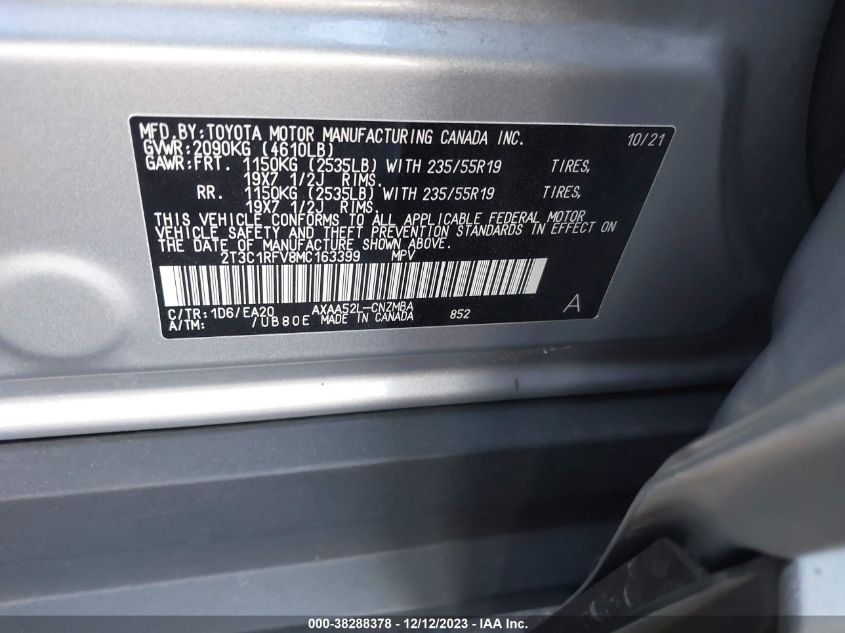 MFD.BY:TOYOTA MOTOR MANUFACTURING CANADA INC. 10/21
GVWR:2090KG (4610LB)
GAWR:FRT. 1150KG (2535LB) WITH 235/55R19 TIRES,
19X7 1/2J RIMS.
RR. 1150KG (2535LB) WITH 235/55R19 TIRES,
19X7 1/2J RIMS.
THIS VEHICLE CONFORMS TO ALL APPLICABLE FEDERAL MOTOR
VEHICLE SAFETY AND THEFT PREVENTION STANDARDS IN EFFECT ON
THE DATE OF MANUFACTURE SHOWN ABOVE.
2T3C1RFV8MC163399 MPV
C/TR:1D6/EA20 AXAA52L-CNZMBA
A/TM: /UB80E MADE IN CANADA 852 A
000-38288378 - 12/12/2023 - IAA Inc.